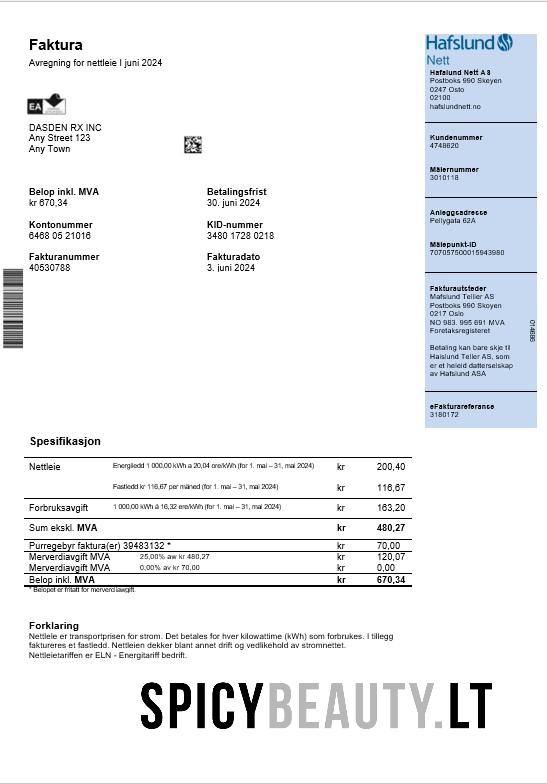 Faktura
Avregning for nettleie I juni 2024
EA
DASDEN RX INC
Any Street 123
Any Town
Belop inkl. MVA
kr 670,34
Betalingsfrist
30. juni 2024
Kontonummer
6468 05 21016
KID-nummer
3480 1728 0218
Fakturanummer
40530788
Fakturadato
3. juni 2024
Hafslund
Nett
Hafslund Nett A8
Postboks 990 Skeyen
0247 Osto
02100
hafslundnett.no
Kundenummer
4748620
Målernummer
3010118
Anleggsadresse
Pellygata 62A
Målepunkt-ID
707057500015943980
Fakturautsteder
Mafslund Tellier AS
Postboks 990 Skeyen
0217 Oslo
NO 983. 995 691 MVA
Foretaksregisteret
Betaling kan bare skje til
Haislund Teller AS, som
er et heleid datterselskap
av Hafslund ASA
014686
eFakturareferanse
3180172
Spesifikasjon
Nettleie Energiledd 1 000,00 kWh a 20,04 ore/kWh (for 1. mai – 31, mai 2024) kr 200,40
Fastledd kr 116,67 per måned (for 1. mai – 31, mai 2024) kr 116,67
Forbruksavgift 1 000,00 kWh á 16,32 ere/kWh (for 1. mai – 31, mai 2024) kr 163,20
Sum ekskl. MVA kr 480,27
Purregebyr faktura(er) 39483132 * kr 70,00
Merverdiavgift MVA 25,00% aw kr 480,27 kr 120,07
Merverdiavgift MVA 0,00% av kr 70,00 kr 0,00
Belop inkl. MVA kr 670,34
* Belopet er fritatt for merverdiavgift.
Forklaring
Nettlele er transportprisen for strom. Det betales for hver kilowattime (kWh) som forbrukes. I tillegg
faktureres et fastledd. Nettleien dekker blant annet drift og vedlikehold av stromnettet.
Nettleietariffen er ELN - Energitariff bedrift.
SPICYBEAUTY.LT